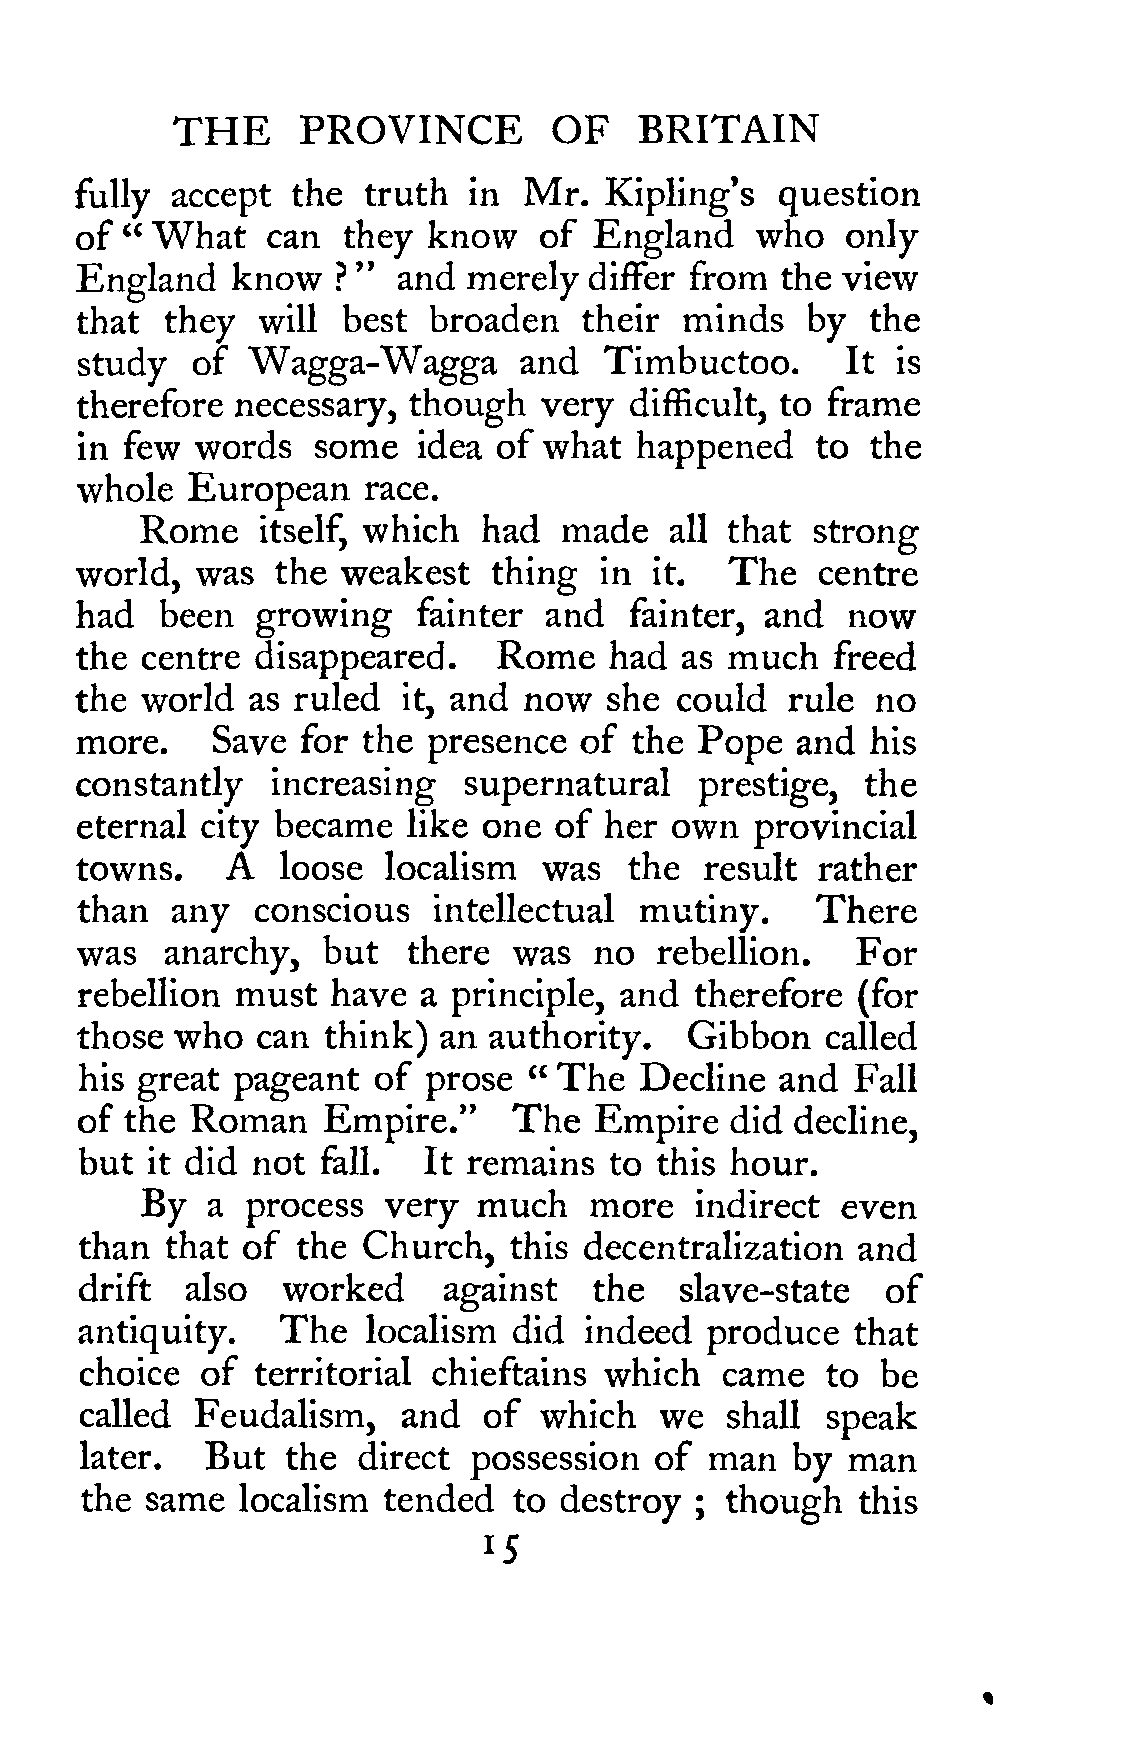 THE PROVINCE OF BRITAIN
fully accept the truth in Mr. Kipling's question
of “ What can they know of England who only
England know ? ” and merely differ from the view
that they will best broaden their minds by the
study of Wagga-Wagga and Timbuctoo. It is
therefore necessary, though very difficult, to frame
in few words some idea of what happened to the
whole European race.
Rome itself, which had made all that strong
world, was the weakest thing in it. The centre
had been growing fainter and fainter, and now
the centre disappeared. Rome had as much freed
the world as ruled it, and now she could rule no
more. Save for the presence of the Pope and his
constantly increasing supernatural prestige, the
eternal city became like one of her own provincial
towns. A loose localism was the result rather
than any conscious intellectual mutiny. There
was anarchy, but there was no rebellion. For
rebellion must have a principle, and therefore (for
those who can think) an authority. Gibbon called
his great pageant of prose “ The Decline and Fall
of the Roman Empire.” The Empire did decline,
but it did not fall. It remains to this hour.
By a process very much more indirect even
than that of the Church, this decentralization and
drift also worked against the slave-state of
antiquity. The localism did indeed produce that
choice of territorial chieftains which came to be
called Feudalism, and of which we shall speak
later. But the direct possession of man by man
the same localism tended to destroy ; though this
15